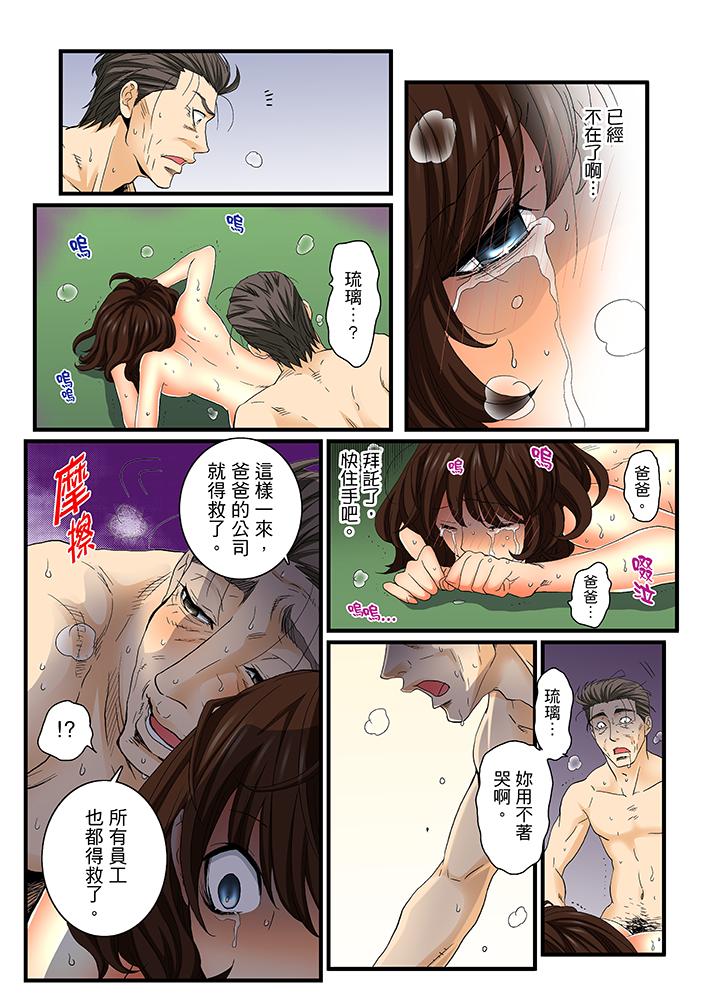 已經
不在了啊…
琉璃…?
嗚
嗚
嗚
爸爸。
爸爸…
拜託了，
快住手吧。
嗚
嗚
啜泣
嗚嗚…
琉璃…
妳用不著
哭啊。
這樣一來，
爸爸的公司
就得救了。
摩擦
!?
所有員工
也都得救了。